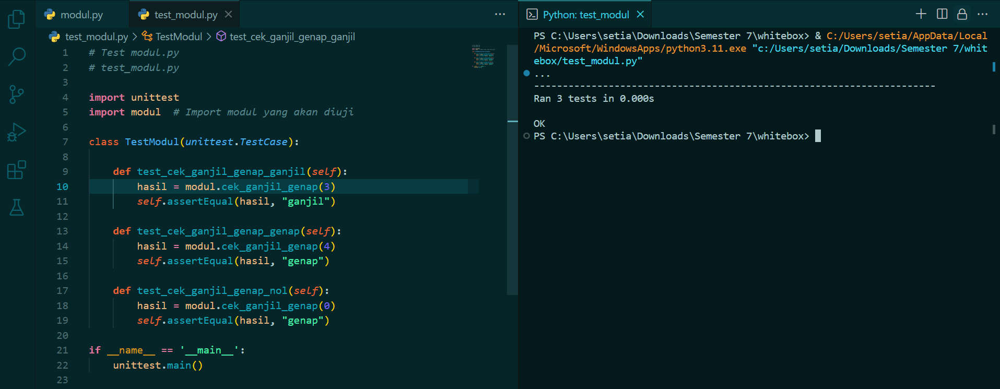 modul.py
test_modul.py
test_modul.py > TestModul > test_cek_ganjil_genap_ganjil
1 # Test modul.py
2 # test_modul.py
3
4 import unittest
5 import modul  # Import modul yang akan diuji
6
7 class TestModul(unittest.TestCase):
8
9     def test_cek_ganjil_genap_ganjil(self):
10         hasil = modul.cek_ganjil_genap(3)
11         self.assertEqual(hasil, "ganjil")
12
13     def test_cek_ganjil_genap_genap(self):
14         hasil = modul.cek_ganjil_genap(4)
15         self.assertEqual(hasil, "genap")
16
17     def test_cek_ganjil_genap_nol(self):
18         hasil = modul.cek_ganjil_genap(0)
19         self.assertEqual(hasil, "genap")
20
21 if __name__ == '__main__':
22     unittest.main()
23
Python: test_modul
PS C:\Users\setia\Downloads\Semester 7\whitebox> & C:/Users/setia/AppData/Local
/Microsoft/WindowsApps/python3.11.exe "c:/Users/setia/Downloads/Semester 7/whit
ebox/test_modul.py"
...
----------------------------------------------------------------------
Ran 3 tests in 0.000s
OK
PS C:\Users\setia\Downloads\Semester 7\whitebox>